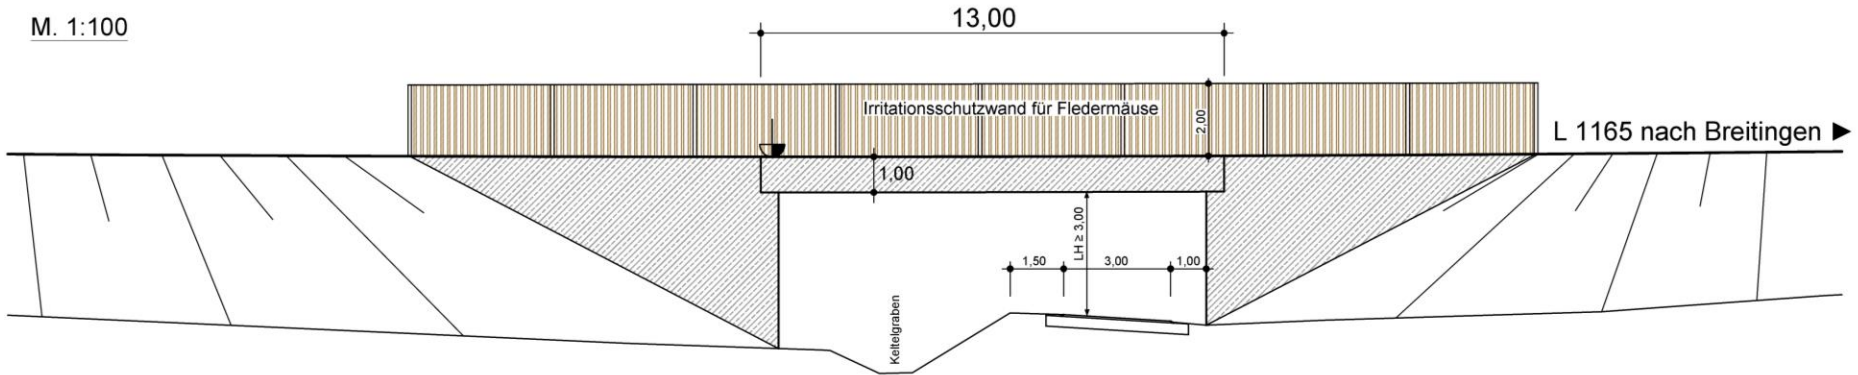 M. 1:100
13,00
Irritationsschutzwand für Fledermäuse
2,00
L 1165 nach Breitingen
1,00
LH ≥ 3,00
1,50
3,00
1,00
Keltelgraben